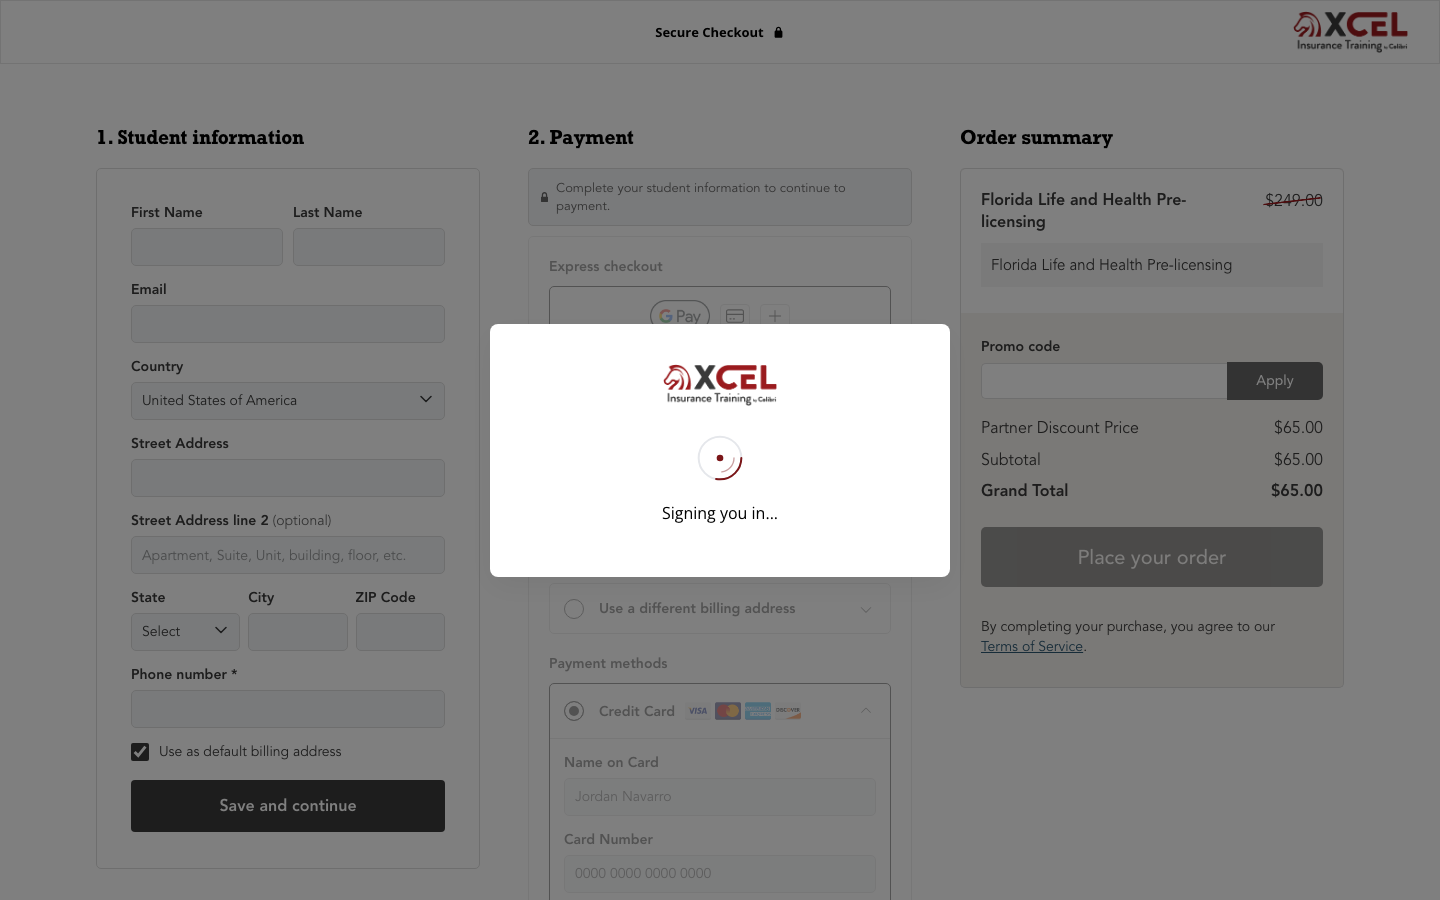 Secure Checkout
XCEL
Insurance Training by Calibri
1. Student information
First Name
Last Name
Email
Country
United States of America
Street Address
Street Address line 2 (optional)
Apartment, Suite, Unit, building, floor, etc.
State
City
ZIP Code
Select
Phone number *
Use as default billing address
Save and continue
2. Payment
Complete your student information to continue to
payment.
Express checkout
G Pay
XCEL
Insurance Training by Calibri
Signing you in...
Use a different billing address
Payment methods
Credit Card
VISA
DISCOVER
Name on Card
Jordan Navarro
Card Number
0000 0000 0000 0000
Order summary
Florida Life and Health Pre-
licensing
$249.00
Florida Life and Health Pre-licensing
Promo code
Apply
Partner Discount Price
$65.00
Subtotal
$65.00
Grand Total
$65.00
Place your order
By completing your purchase, you agree to our
Terms of Service.